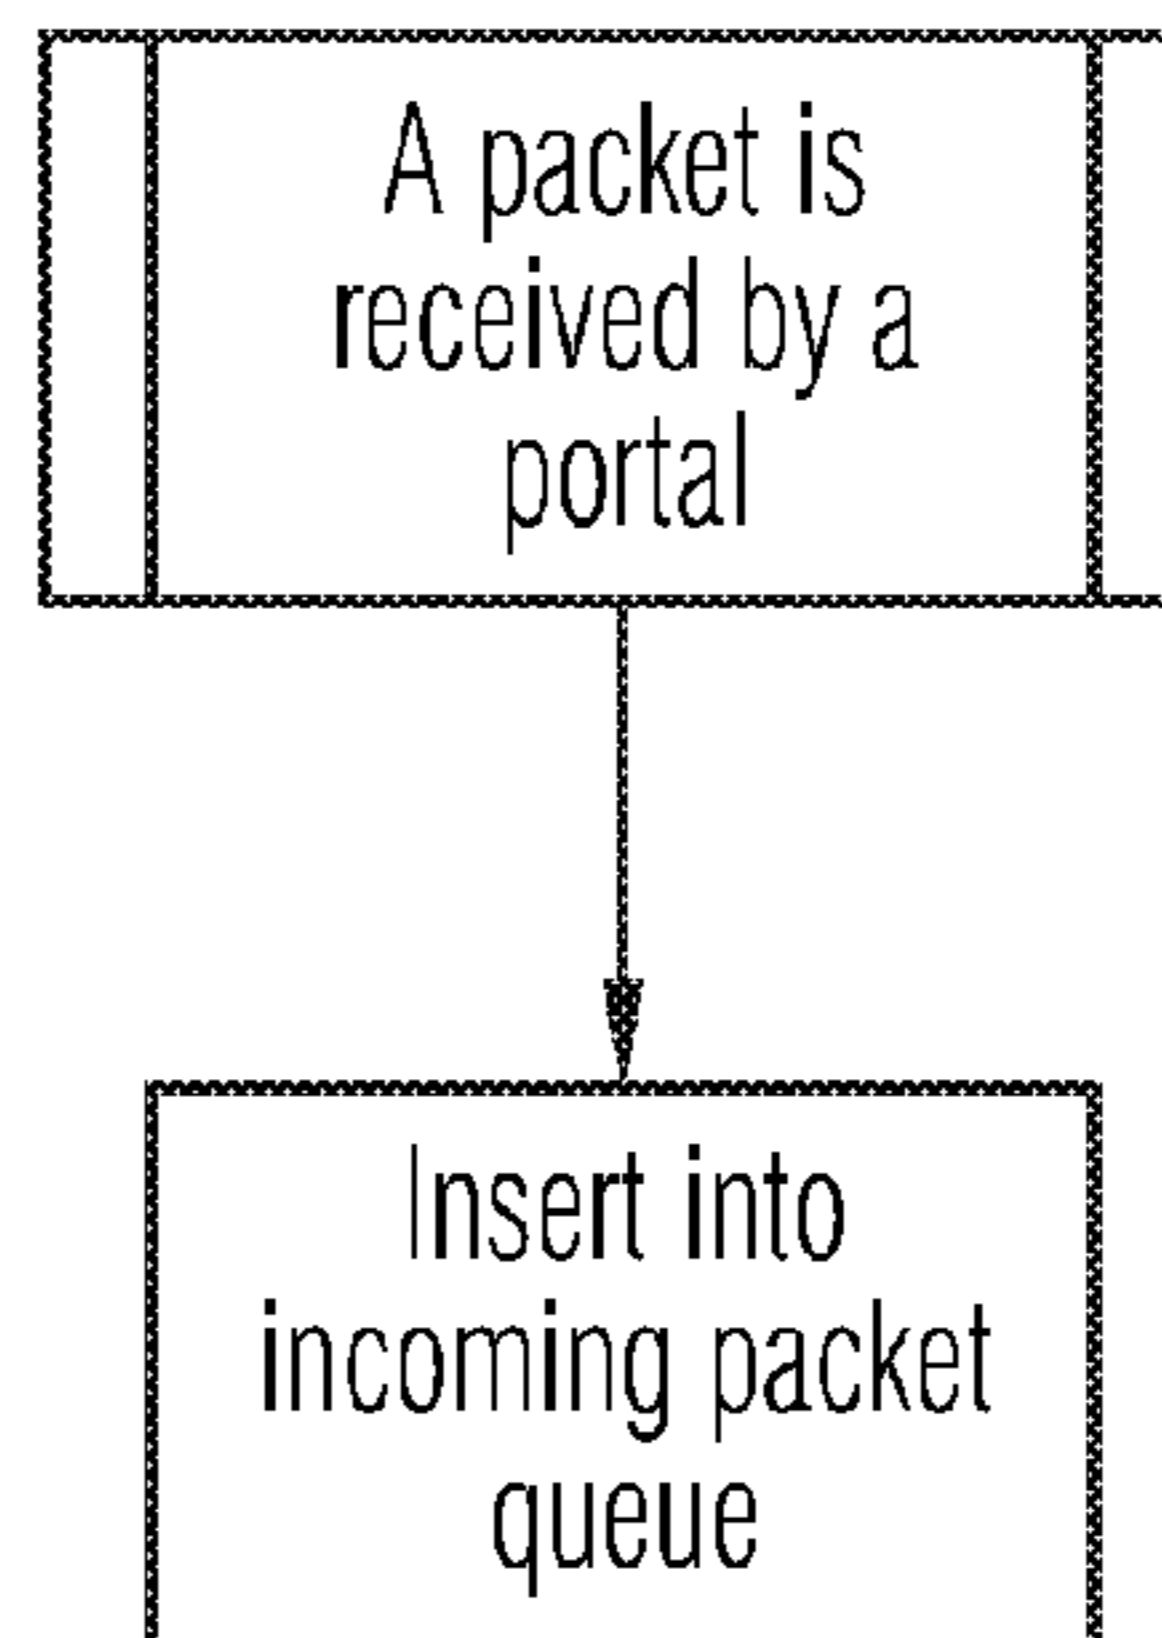 A packet is
received by a
portal
Insert into
incoming packet
queue